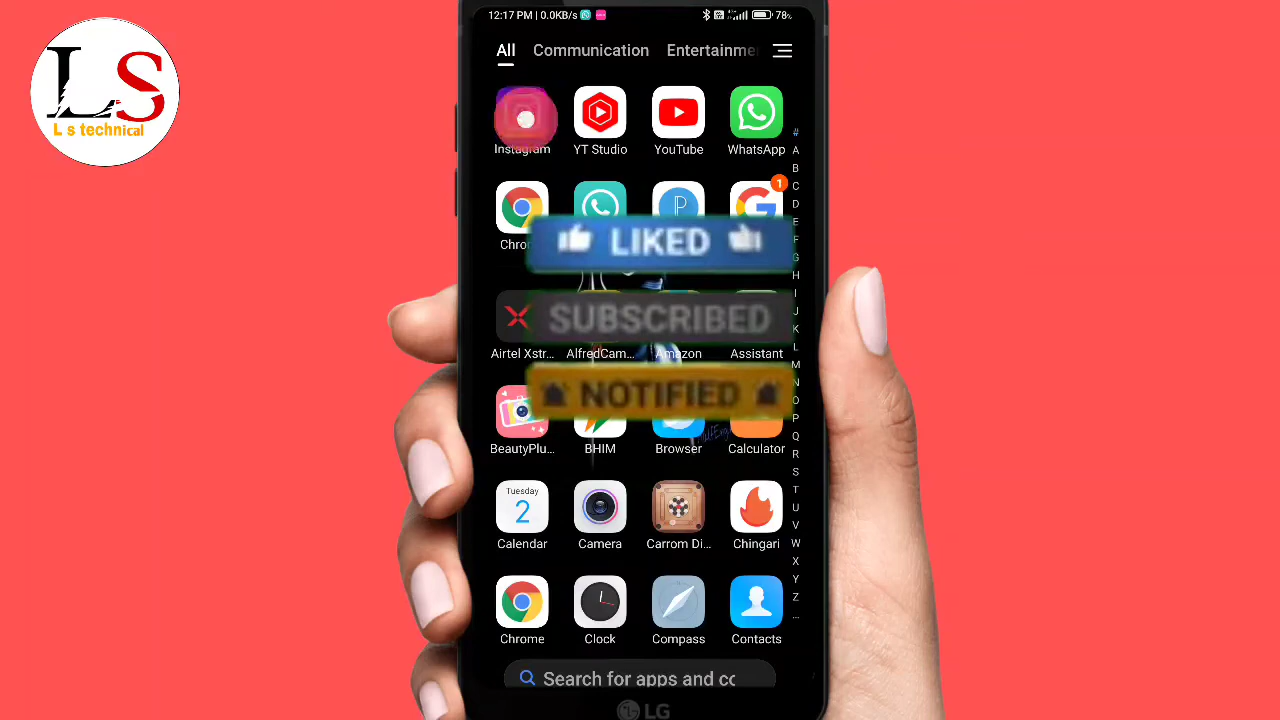 12:17 PM | 0.0KB/s
78%
LS
L s technical
All Communication Entertainme
Instagram YT Studio YouTube WhatsApp
1
Chro
LIKED
SUBSCRIBED
Airtel Xstr... AlfredCam... Amazon Assistant
NOTIFIED
BeautyPlu... BHIM Browser Calculator
Tuesday
2
Calendar Camera Carrom Di... Chingari
Chrome Clock Compass Contacts
Search for apps and co
LG
#
A
B
C
D
E
F
G
H
I
J
K
L
M
N
O
P
Q
R
S
T
U
V
W
X
Y
Z
...